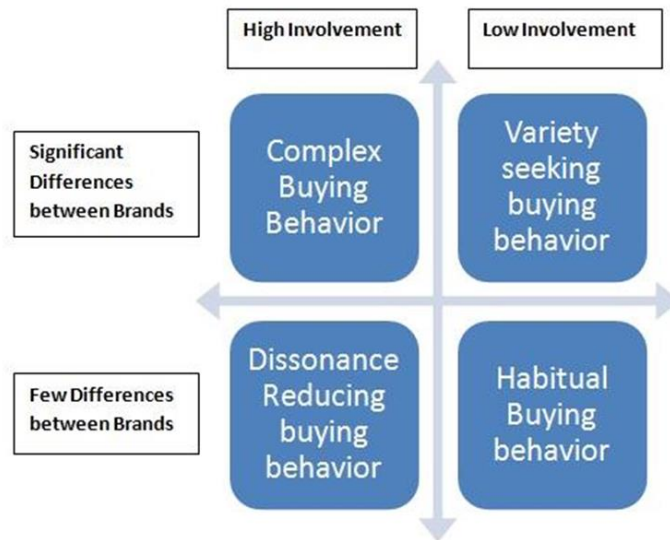 High Involvement
Low Involvement
Significant
Differences
between Brands
Complex
Buying
Behavior
Variety
seeking
buying
behavior
Few Differences
between Brands
Dissonance
Reducing
buying
behavior
Habitual
Buying
behavior